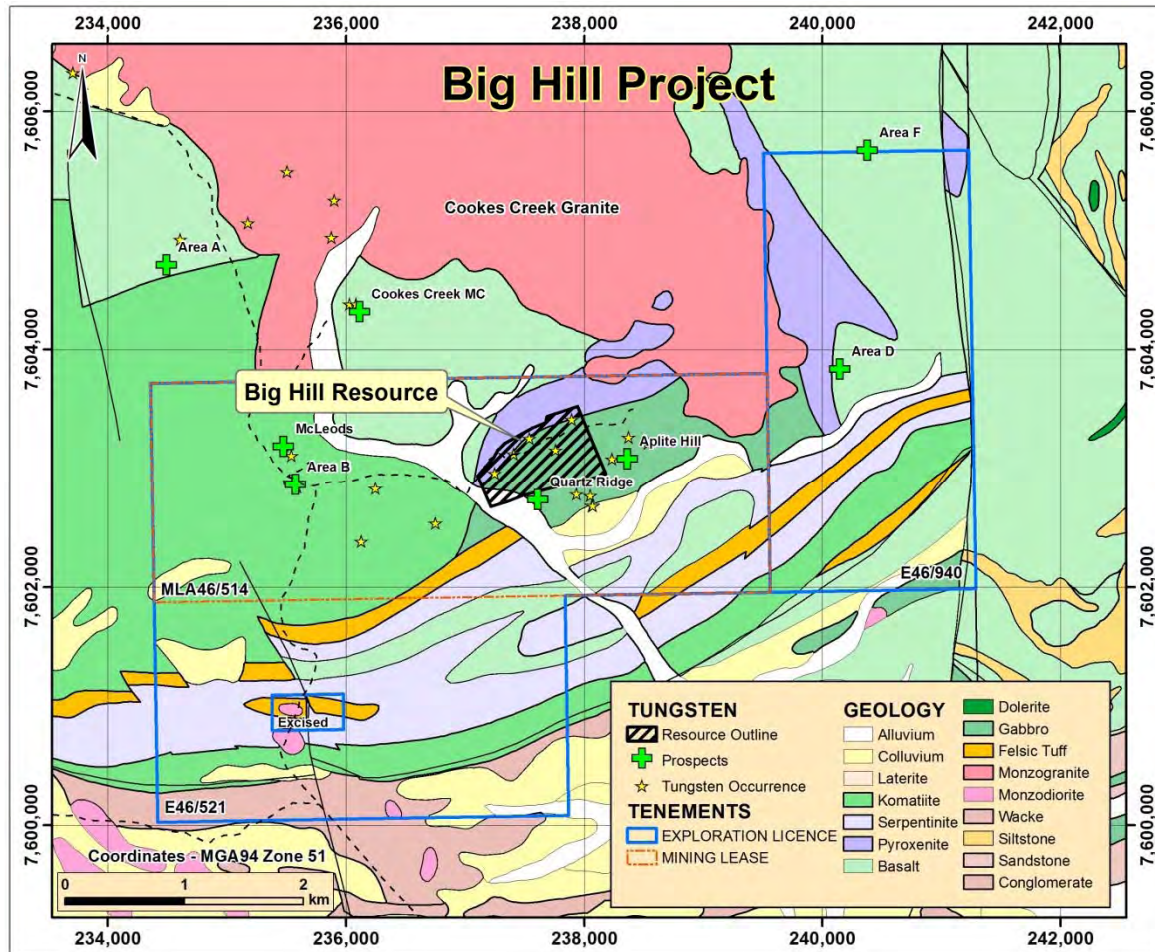 234,000
236,000
238,000
240,000
242,000
N
Big Hill Project
7,606,000
7,606,000
Area F
Cookes Creek Granite
Area A
Cookes Creek MC
7,604,000
7,604,000
Area D
Big Hill Resource
McLeods
Aplite Hill
Area B
Quartz Ridge
7,602,000
7,602,000
MLA46/514
E46/940
Excised
E46/521
7,600,000
7,600,000
Coordinates - MGA94 Zone 51
0 1 2
km
TUNGSTEN
Resource Outline
Prospects
Tungsten Occurrence
TENEMENTS
EXPLORATION LICENCE
MINING LEASE
GEOLOGY
Alluvium
Colluvium
Laterite
Komatiite
Serpentinite
Pyroxenite
Basalt
Dolerite
Gabbro
Felsic Tuff
Monzogranite
Monzodiorite
Wacke
Siltstone
Sandstone
Conglomerate
234,000
236,000
238,000
240,000
242,000